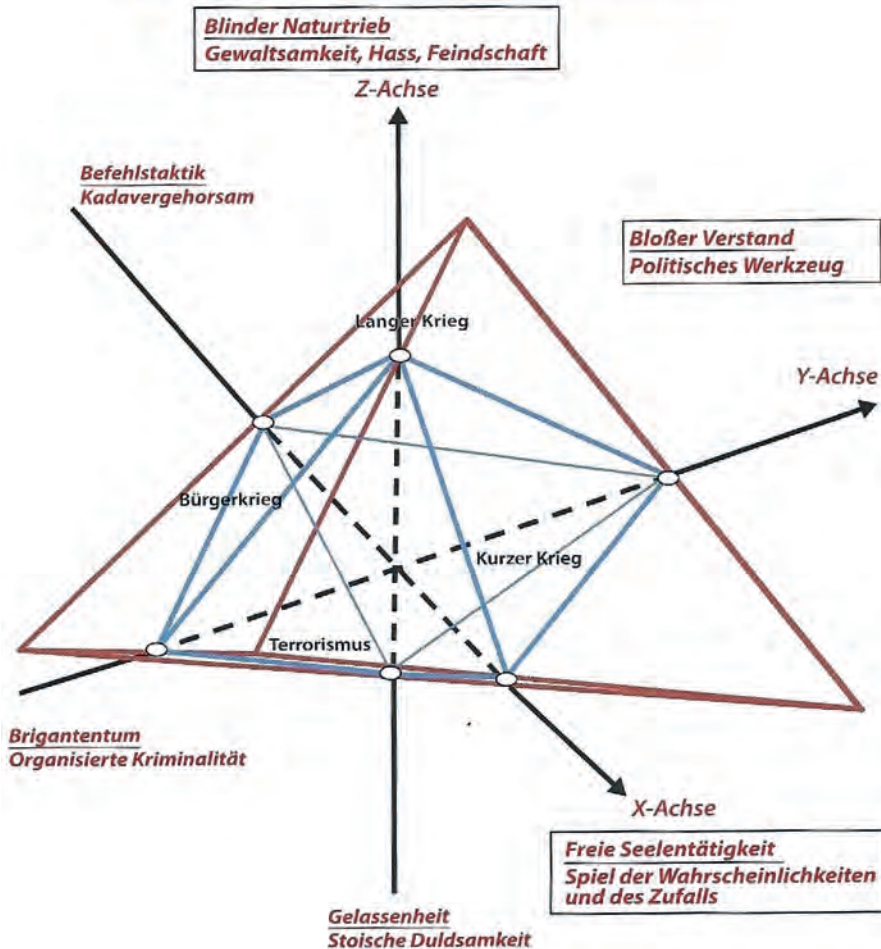 Blinder Naturtrieb
Gewaltsamkeit, Hass, Feindschaft
Z-Achse
Befehlstaktik
Kadavergehorsam
Bloßer Verstand
Politisches Werkzeug
Langer Krieg
Y-Achse
Bürgerkrieg
Kurzer Krieg
Terrorismus
Brigantentum
Organisierte Kriminalität
X-Achse
Freie Seelentätigkeit
Spiel der Wahrscheinlichkeiten
und des Zufalls
Gelassenheit
Stoische Duldsamkeit